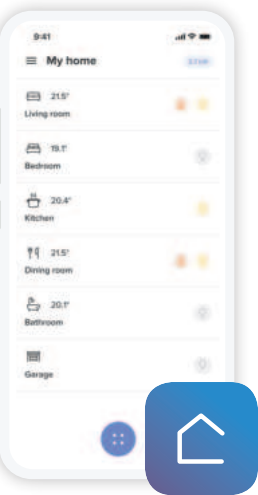 9:41
My home
21.5°
Living room
19.1°
Bedroom
20.4°
Kitchen
21.5°
Dining room
20.1°
Bathroom
Garage